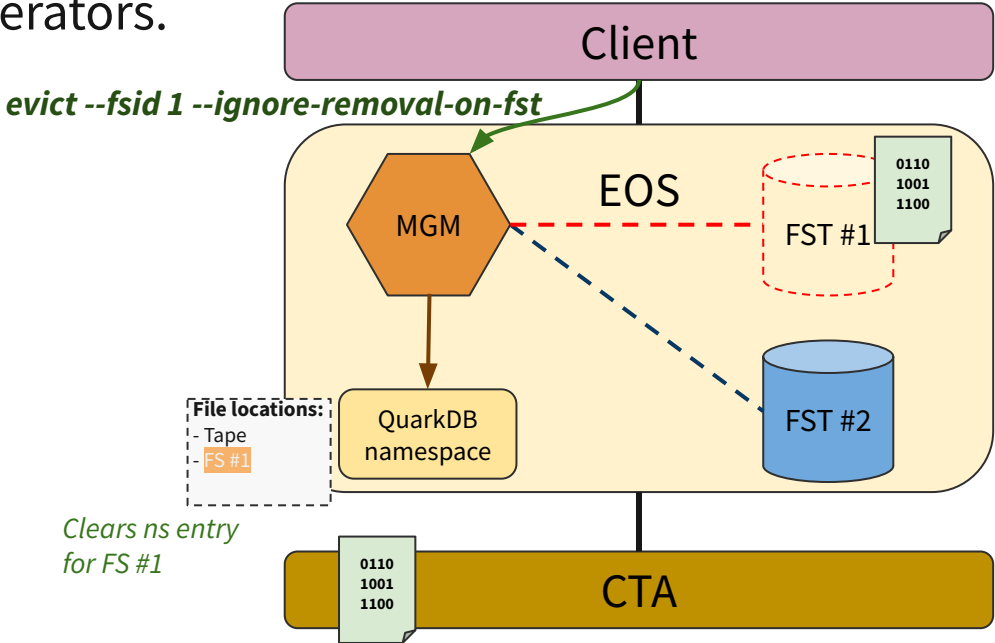 erators.
Client
evict --fsid 1 --ignore-removal-on-fst
EOS
MGM
FST #1
0110
1001
1100
FST #2
QuarkDB
namespace
File locations:
- Tape
- FS #1
Clears ns entry
for FS #1
CTA
0110
1001
1100